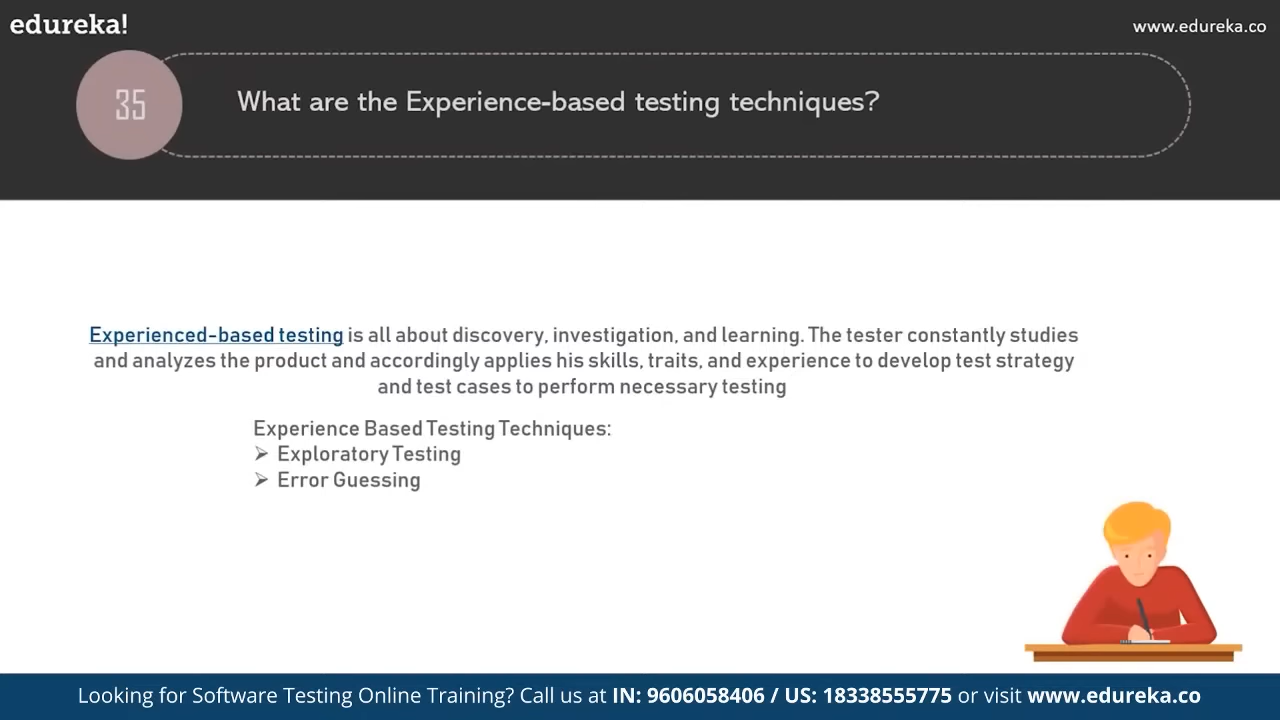 edureka!
www.edureka.co
35
What are the Experience-based testing techniques?
Experienced-based testing is all about discovery, investigation, and learning. The tester constantly studies
and analyzes the product and accordingly applies his skills, traits, and experience to develop test strategy
and test cases to perform necessary testing
Experience Based Testing Techniques:
➢ Exploratory Testing
➢ Error Guessing
Looking for Software Testing Online Training? Call us at IN: 9606058406 / US: 18338555775 or visit www.edureka.co